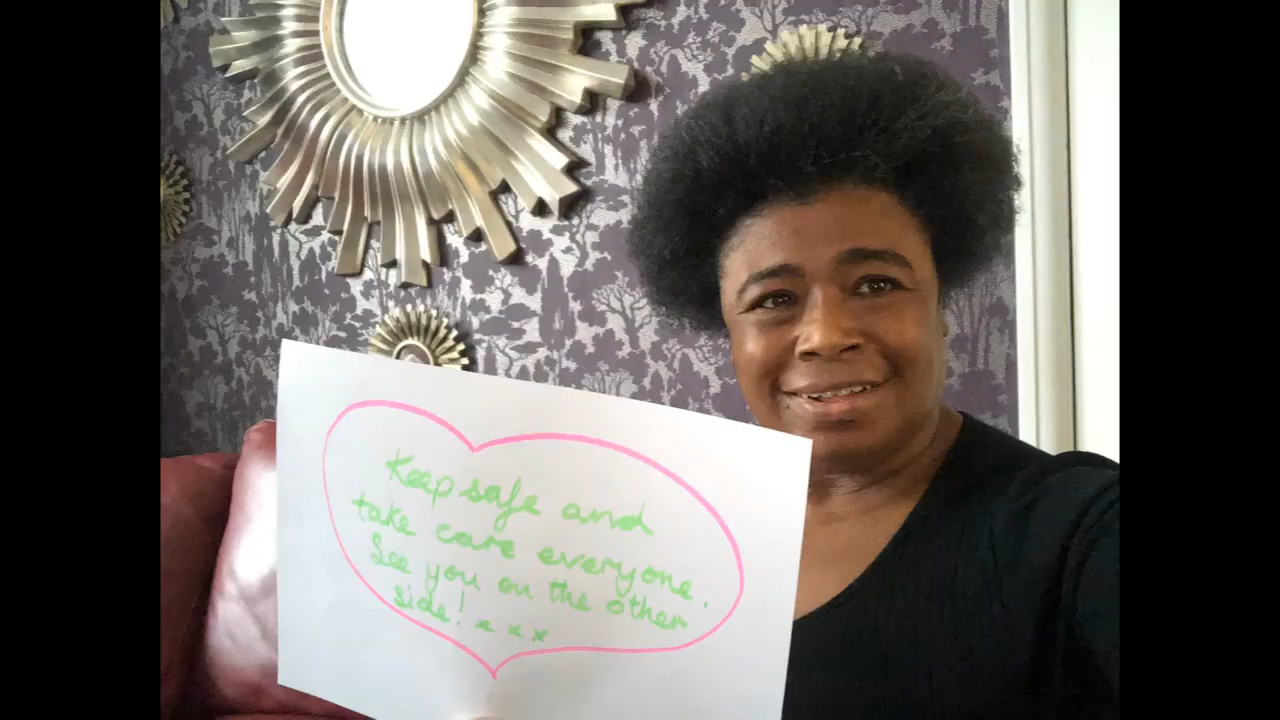 Keep safe and
take care everyone.
See you on the other
side! x x x